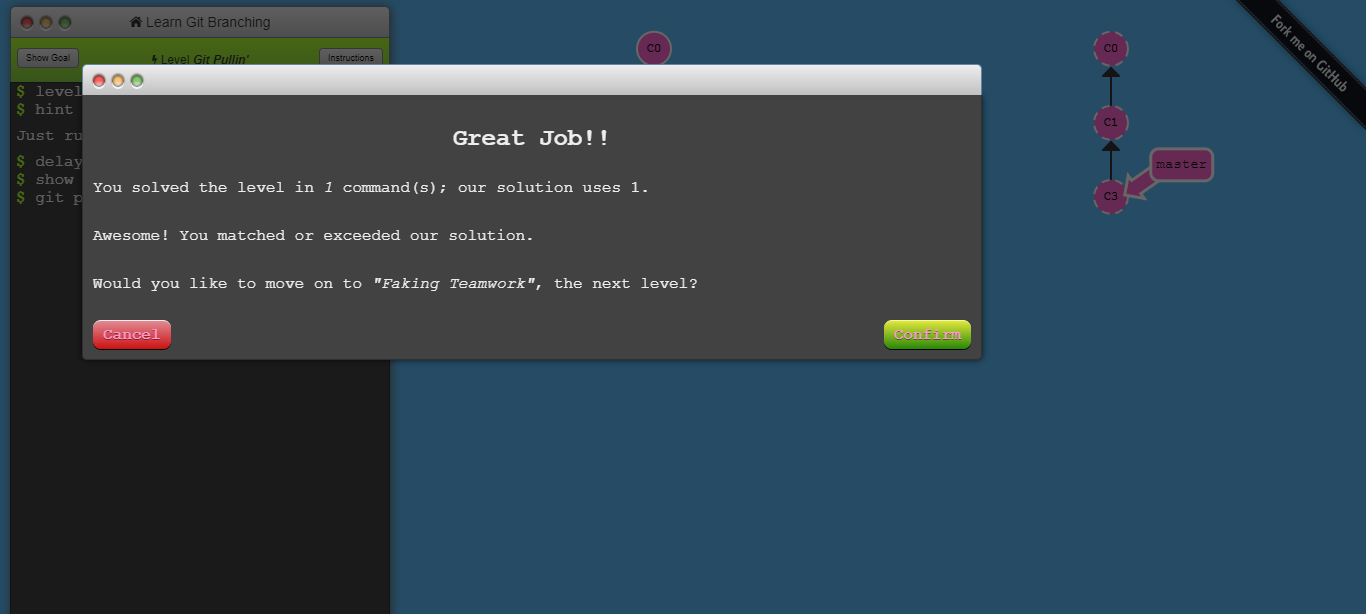 Learn Git Branching
Show Goal
Level Git Pullin'
Instructions
$ level
$ hint
Just ru
$ delay
$ show
$ git p
Great Job!!
You solved the level in 1 command(s); our solution uses 1.
Awesome! You matched or exceeded our solution.
Would you like to move on to "Faking Teamwork", the next level?
Cancel
Confirm
C0
C0
C1
master
C3
Fork me on GitHub